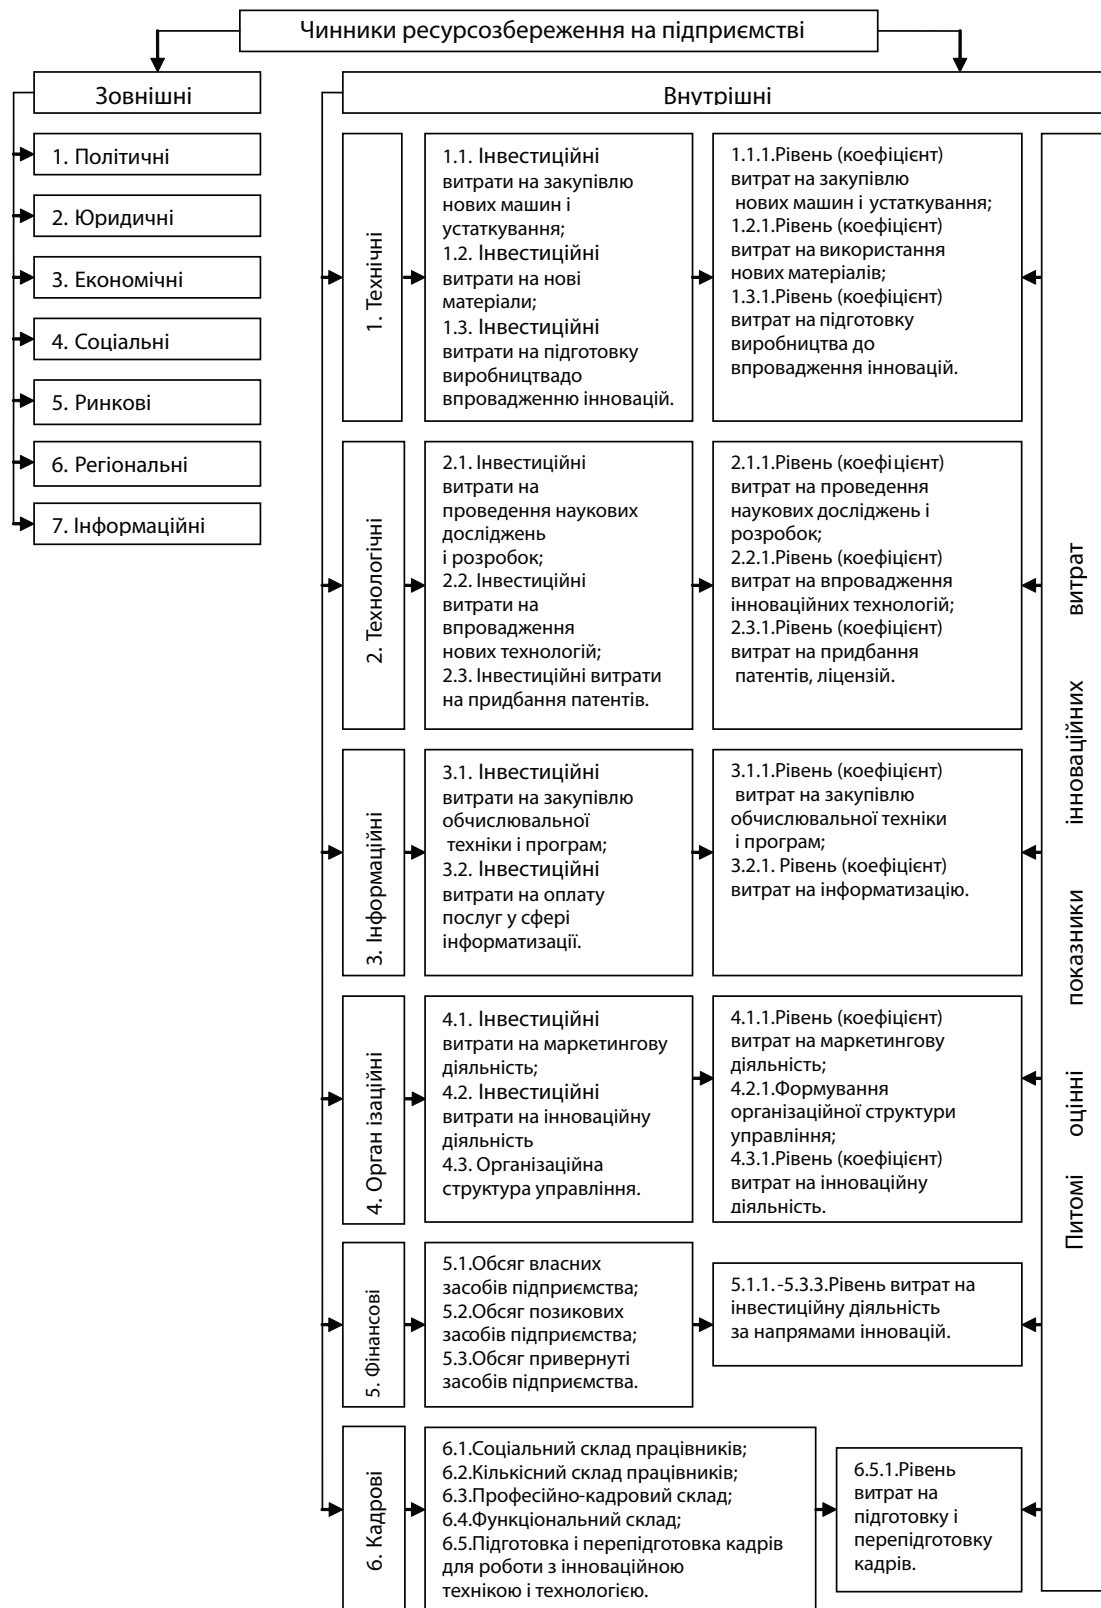 Чинники ресурсозбереження на підприємстві
Зовнішні
1. Політичні
2. Юридичні
3. Економічні
4. Соціальні
5. Ринкові
6. Регіональні
7. Інформаційні
Внутрішні
1. Технічні
1.1. Інвестиційні
витрати на закупівлю
нових машин і
устаткування;
1.2. Інвестиційні
витрати на нові
матеріали;
1.3. Інвестиційні
витрати на підготовку
виробництвадо
впровадженню інновацій.
1.1.1.Рівень (коефіцієнт)
витрат на закупівлю
нових машин і устаткування;
1.2.1.Рівень (коефіцієнт)
витрат на використання
нових матеріалів;
1.3.1.Рівень (коефіцієнт)
витрат на підготовку
виробництва до
впровадження інновацій.
2. Технологічні
2.1. Інвестиційні
витрати на
проведення наукових
досліджень
і розробок;
2.2. Інвестиційні
витрати на
впровадження
нових технологій;
2.3. Інвестиційні витрати
на придбання патентів.
2.1.1.Рівень (коефіцієнт)
витрат на проведення
наукових досліджень і
розробок;
2.2.1.Рівень (коефіцієнт)
витрат на впровадження
інноваційних технологій;
2.3.1.Рівень (коефіцієнт)
витрат на придбання
патентів, ліцензій.
3. Інформаційні
3.1. Інвестиційні
витрати на закупівлю
обчислювальної
техніки і програм;
3.2. Інвестиційні
витрати на оплату
послуг у сфері
інформатизації.
3.1.1.Рівень (коефіцієнт)
витрат на закупівлю
обчислювальної техніки
і програм;
3.2.1. Рівень (коефіцієнт)
витрат на інформатизацію.
4. Орган ізаційні
4.1. Інвестиційні
витрати на маркетингову
діяльність;
4.2. Інвестиційні
витрати на інноваційну
діяльність
4.3. Організаційна
структура управління.
4.1.1.Рівень (коефіцієнт)
витрат на маркетингову
діяльність;
4.2.1.Формування
організаційної структури
управління;
4.3.1.Рівень (коефіцієнт)
витрат на інноваційну
діяльність.
5. Фінансові
5.1.Обсяг власних
засобів підприємства;
5.2.Обсяг позикових
засобів підприємства;
5.3.Обсяг привернуті
засобів підприємства.
5.1.1.-5.3.3.Рівень витрат на
інвестиційну діяльність
за напрямами інновацій.
6. Кадрові
6.1.Соціальний склад працівників;
6.2.Кількісний склад працівників;
6.3.Професійно-кадровий склад;
6.4.Функціональний склад;
6.5.Підготовка і перепідготовка кадрів
для роботи з інноваційною
технікою і технологією.
6.5.1.Рівень
витрат на
підготовку і
перепідготовку
кадрів.
Питомі оцінні показники інноваційних витрат